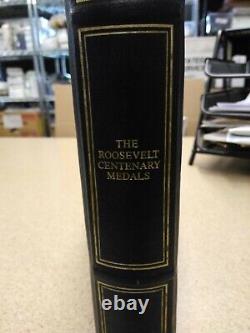 THE
ROOSEVELT
CENTENARY
MEDALS